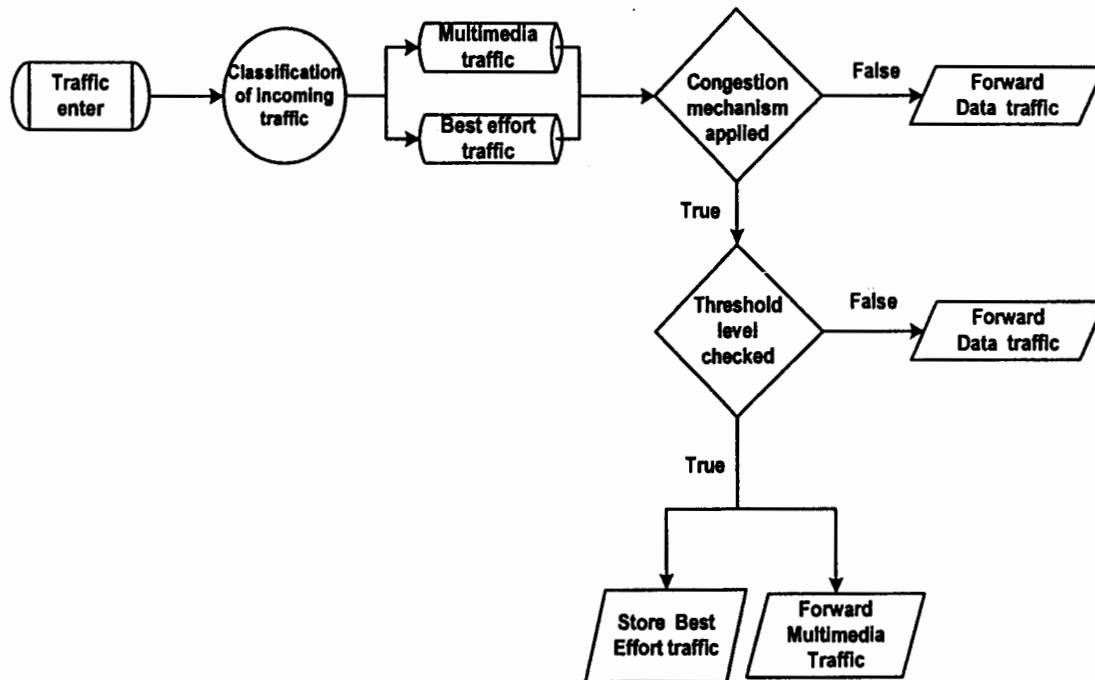 Traffic
enter
Classification
of incoming
traffic
Multimedia
traffic
Best effort
traffic
Congestion
mechanism
applied
False
Forward
Data traffic
True
Threshold
level
checked
False
Forward
Data traffic
True
Store Best
Effort traffic
Forward
Multimedia
Traffic